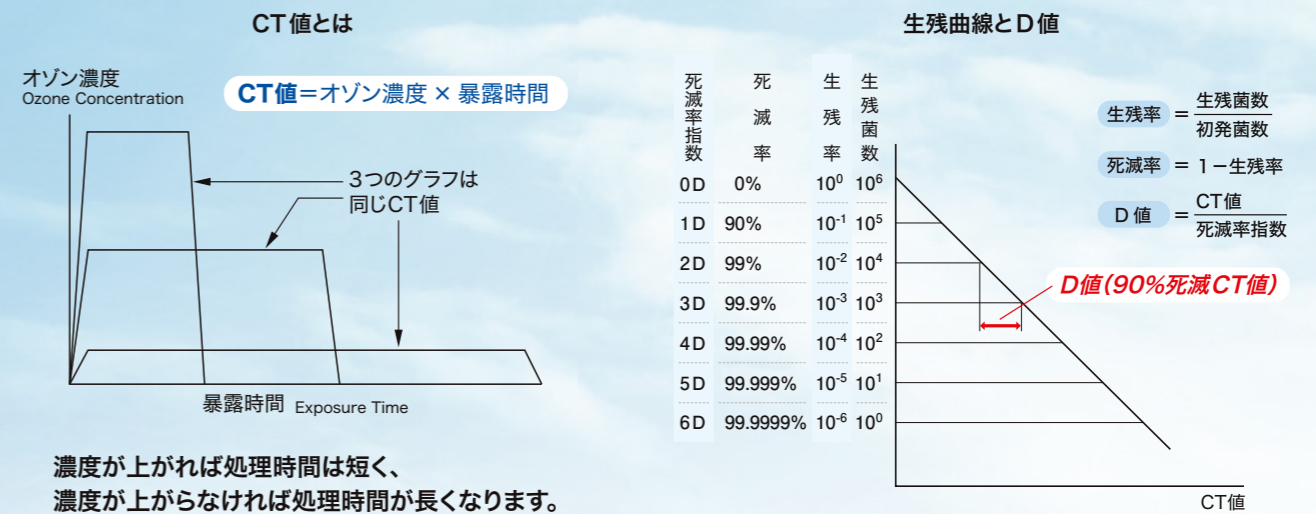 CT値とは
オゾン濃度
Ozone Concentration
CT値＝オゾン濃度 × 暴露時間
3つのグラフは
同じCT値
暴露時間 Exposure Time
濃度が上がれば処理時間は短く、
濃度が上がらなければ処理時間が長くなります。
生残曲線とD値
死滅率指数 死滅率 生残率 生残菌数
0D 0% 10⁰ 10⁶
1D 90% 10⁻¹ 10⁵
2D 99% 10⁻² 10⁴
3D 99.9% 10⁻³ 10³
4D 99.99% 10⁻⁴ 10²
5D 99.999% 10⁻⁵ 10¹
6D 99.9999% 10⁻⁶ 10⁰
生残率 ＝ 生残菌数
初発菌数
死滅率 ＝ 1－生残率
D値 ＝ CT値
死滅率指数
D値（90%死滅CT値）
CT値